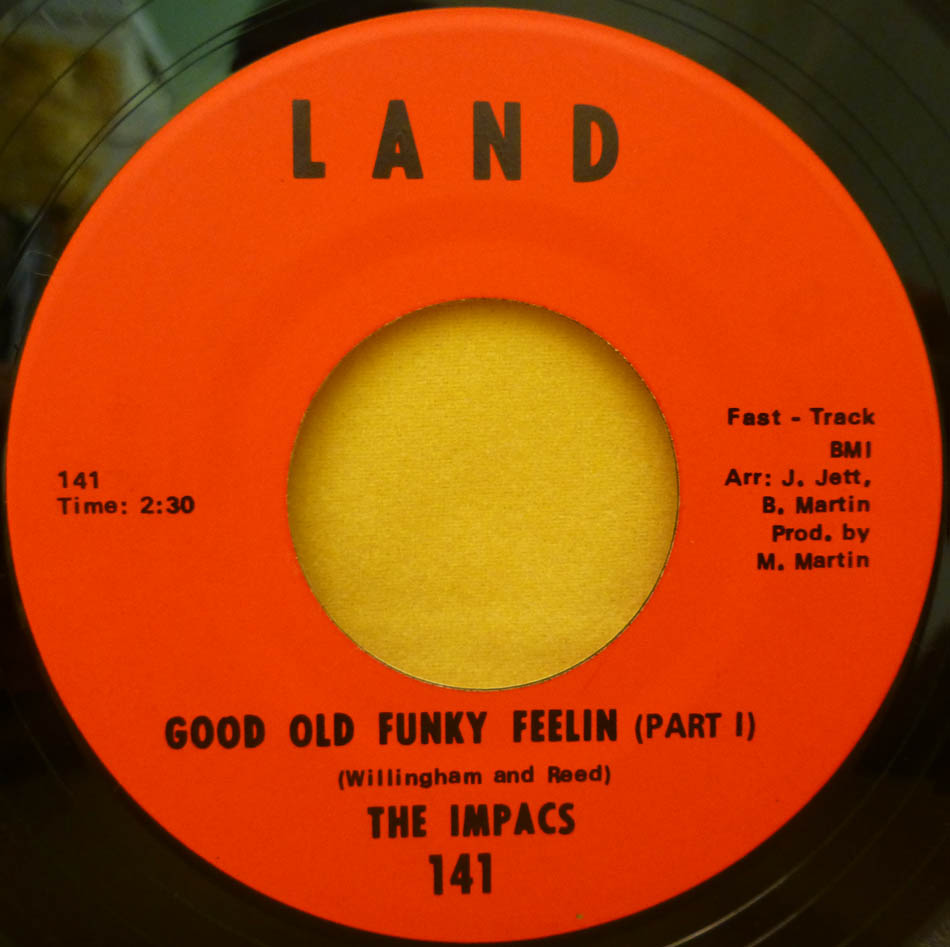 LAND
141
Time: 2:30
Fast - Track
BMI
Arr: J. Jett,
B. Martin
Prod. by
M. Martin
GOOD OLD FUNKY FEELIN (PART I)
(Willingham and Reed)
THE IMPACS
141